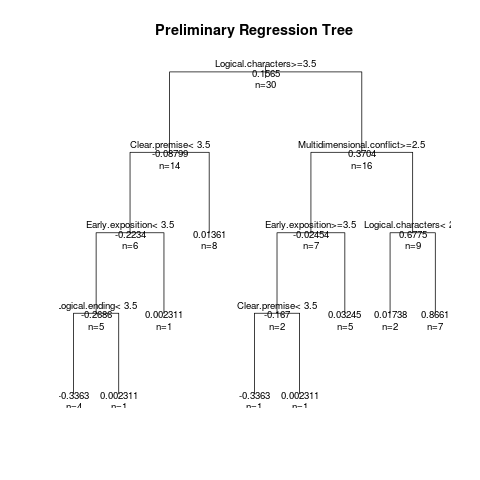 Preliminary Regression Tree
Logical.characters>=3.5
0.1565
n=30
Clear.premise< 3.5
-0.08799
n=14
Multidimensional.conflict>=2.5
0.3704
n=16
Early.exposition< 3.5
-0.2234
n=6
0.01361
n=8
Early.exposition>=3.5
-0.02454
n=7
Logical.characters<
0.6775
n=9
.ogical.ending< 3.5
-0.2686
n=5
0.002311
n=1
Clear.premise< 3.5
-0.167
n=2
0.03245
n=5
0.01738
n=2
0.8661
n=7
-0.3363
n=4
0.002311
n=1
-0.3363
n=1
0.002311
n=1